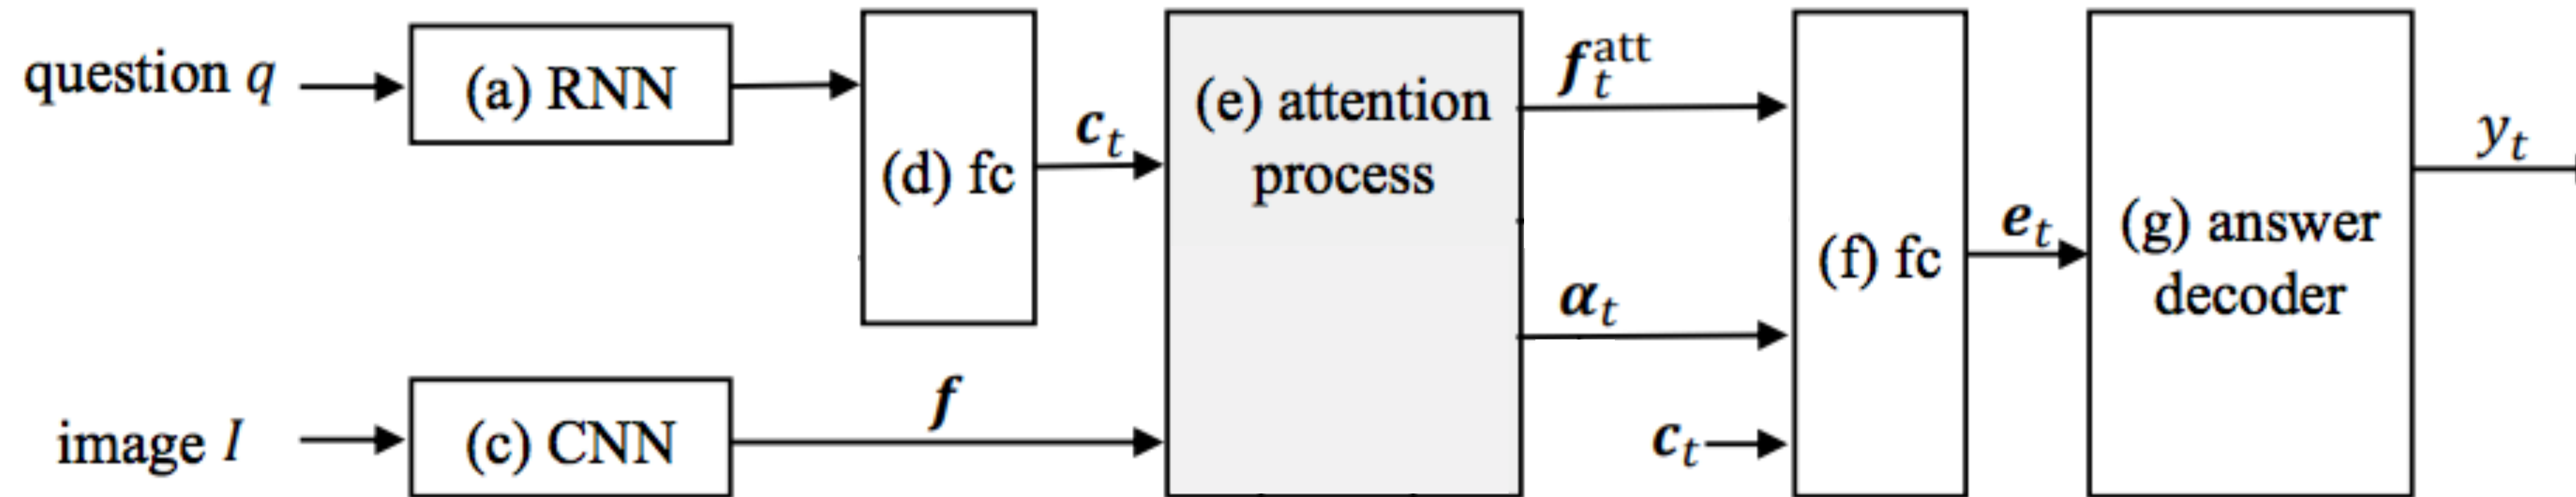 question q
(a) RNN
(d) fc
c_t
(e) attention
process
f_t^att
α_t
c_t
(f) fc
e_t
(g) answer
decoder
y_t
image I
(c) CNN
f